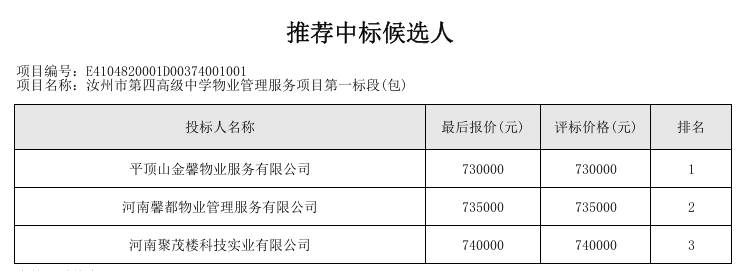 推荐中标候选人
项目编号：E4104820001D00374001001
项目名称：汝州市第四高级中学物业管理服务项目第一标段(包)
投标人名称 最后报价(元) 评标价格(元) 排名
平顶山金馨物业服务有限公司 730000 730000 1
河南馨都物业管理服务有限公司 735000 735000 2
河南聚茂楼科技实业有限公司 740000 740000 3